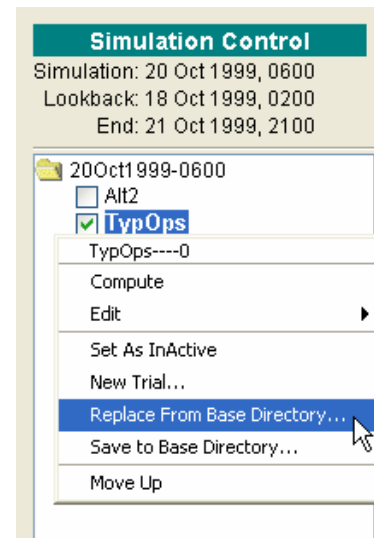 Simulation Control
Simulation: 20 Oct 1999, 0600
Lookback: 18 Oct 1999, 0200
End: 21 Oct 1999, 2100
20Oct1999-0600
Alt2
TypOps
TypOps----0
Compute
Edit
Set As InActive
New Trial...
Replace From Base Directory...
Save to Base Directory...
Move Up